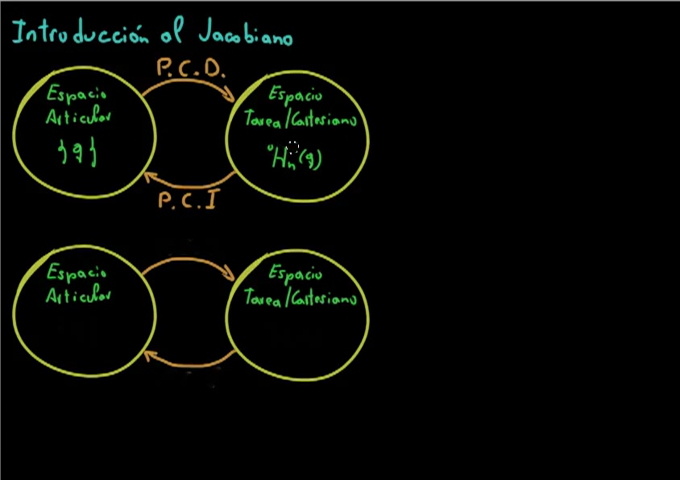 Introducción al Jacobiano
P.C.D.
Espacio
Articular
{q}
Espacio
Tarea/Cartesiano
⁰Hₙ(q)
P.C.I
Espacio
Articular
Espacio
Tarea/Cartesiano